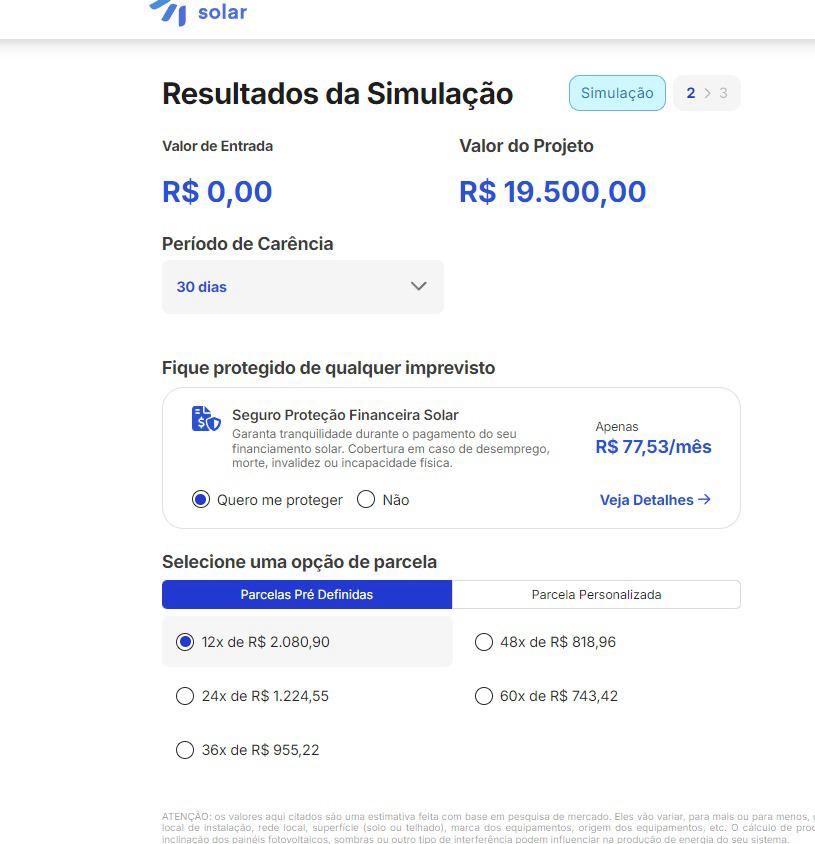 solar
Resultados da Simulação
Simulação
2 > 3
Valor de Entrada
Valor do Projeto
R$ 0,00
R$ 19.500,00
Período de Carência
30 dias
Fique protegido de qualquer imprevisto
Seguro Proteção Financeira Solar
Garanta tranquilidade durante o pagamento do seu
financiamento solar. Cobertura em caso de desemprego,
morte, invalidez ou incapacidade física.
Apenas
R$ 77,53/mês
Quero me proteger
Não
Veja Detalhes →
Selecione uma opção de parcela
Parcelas Pré Definidas
Parcela Personalizada
12x de R$ 2.080,90
48x de R$ 818,96
24x de R$ 1.224,55
60x de R$ 743,42
36x de R$ 955,22
ATENÇÃO: os valores aqui citados são uma estimativa feita com base em pesquisa de mercado. Eles vão variar, para mais ou para menos,
local de instalação, rede local, superfície (solo ou telhado), marca dos equipamentos, origem dos equipamentos, etc. O cálculo de
inclinação dos painéis fotovoltaicos, sombras ou outro tipo de interferência podem influenciar na produção de energia do seu sistema.